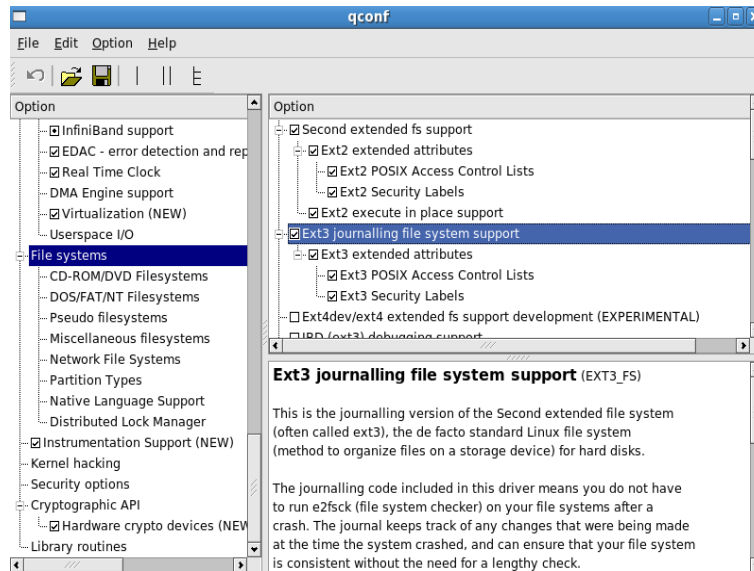 qconf
File Edit Option Help
Option
InfiniBand support
EDAC - error detection and rep
Real Time Clock
DMA Engine support
Virtualization (NEW)
Userspace I/O
File systems
CD-ROM/DVD Filesystems
DOS/FAT/NT Filesystems
Pseudo filesystems
Miscellaneous filesystems
Network File Systems
Partition Types
Native Language Support
Distributed Lock Manager
Instrumentation Support (NEW)
Kernel hacking
Security options
Cryptographic API
Hardware crypto devices (NEW
Library routines
Option
Second extended fs support
Ext2 extended attributes
Ext2 POSIX Access Control Lists
Ext2 Security Labels
Ext2 execute in place support
Ext3 journalling file system support
Ext3 extended attributes
Ext3 POSIX Access Control Lists
Ext3 Security Labels
Ext4dev/ext4 extended fs support development (EXPERIMENTAL)
JBD (ext3) debugging support
Ext3 journalling file system support (EXT3_FS)
This is the journalling version of the Second extended file system
(often called ext3), the de facto standard Linux file system
(method to organize files on a storage device) for hard disks.
The journalling code included in this driver means you do not have
to run e2fsck (file system checker) on your file systems after a
crash. The journal keeps track of any changes that were being made
at the time the system crashed, and can ensure that your file system
is consistent without the need for a lengthy check.